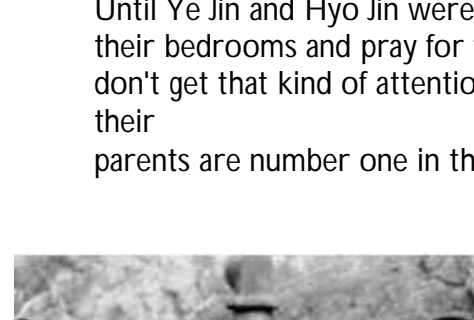 Until Ye Jin and Hyo Jin were
their bedrooms and pray for
don't get that kind of attentio
their
parents are number one in th